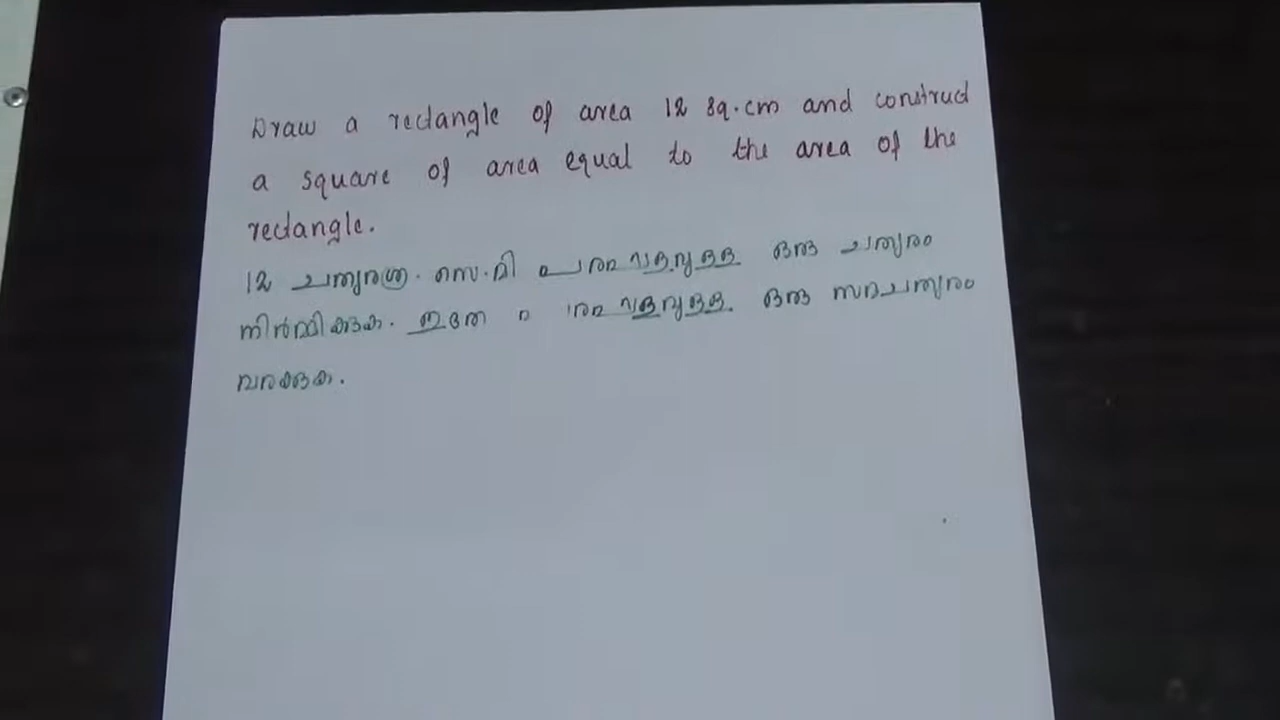 Draw a rectangle of area 12 sq.cm and construct
a square of area equal to the area of the
rectangle.
12 ചതുരശ്ര. സെ.മി പരപ്പളവുള്ള ഒരു ചതുരം
നിർമ്മിക്കുക. ഇതേ പരപ്പളവുള്ള ഒരു സമചതുരം
വരക്കുക.